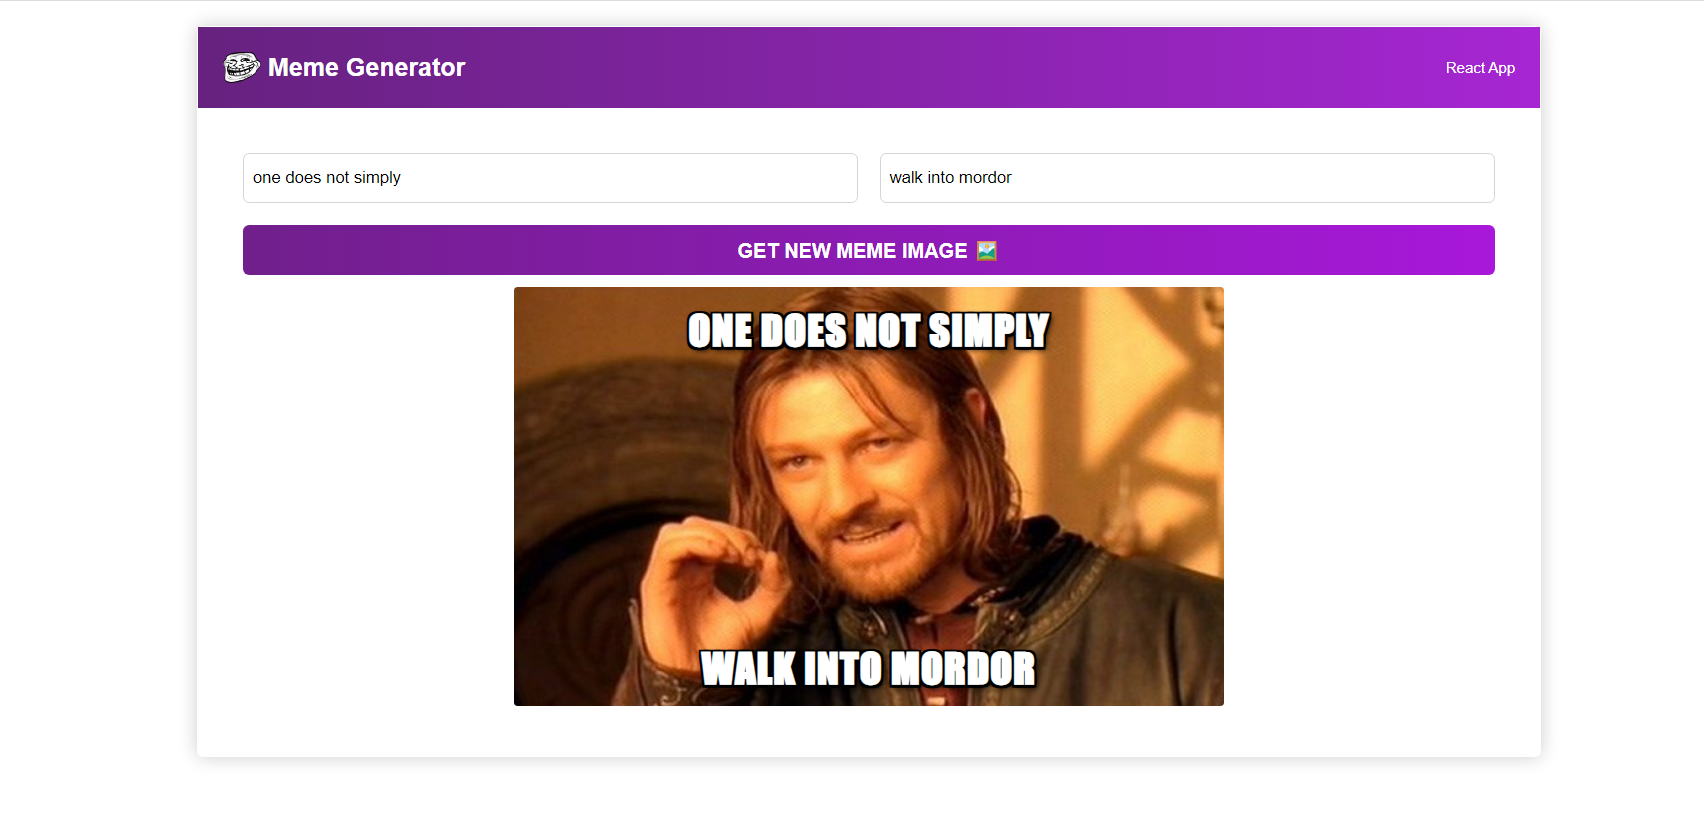 Meme Generator
React App
one does not simply
walk into mordor
GET NEW MEME IMAGE
ONE DOES NOT SIMPLY
WALK INTO MORDOR